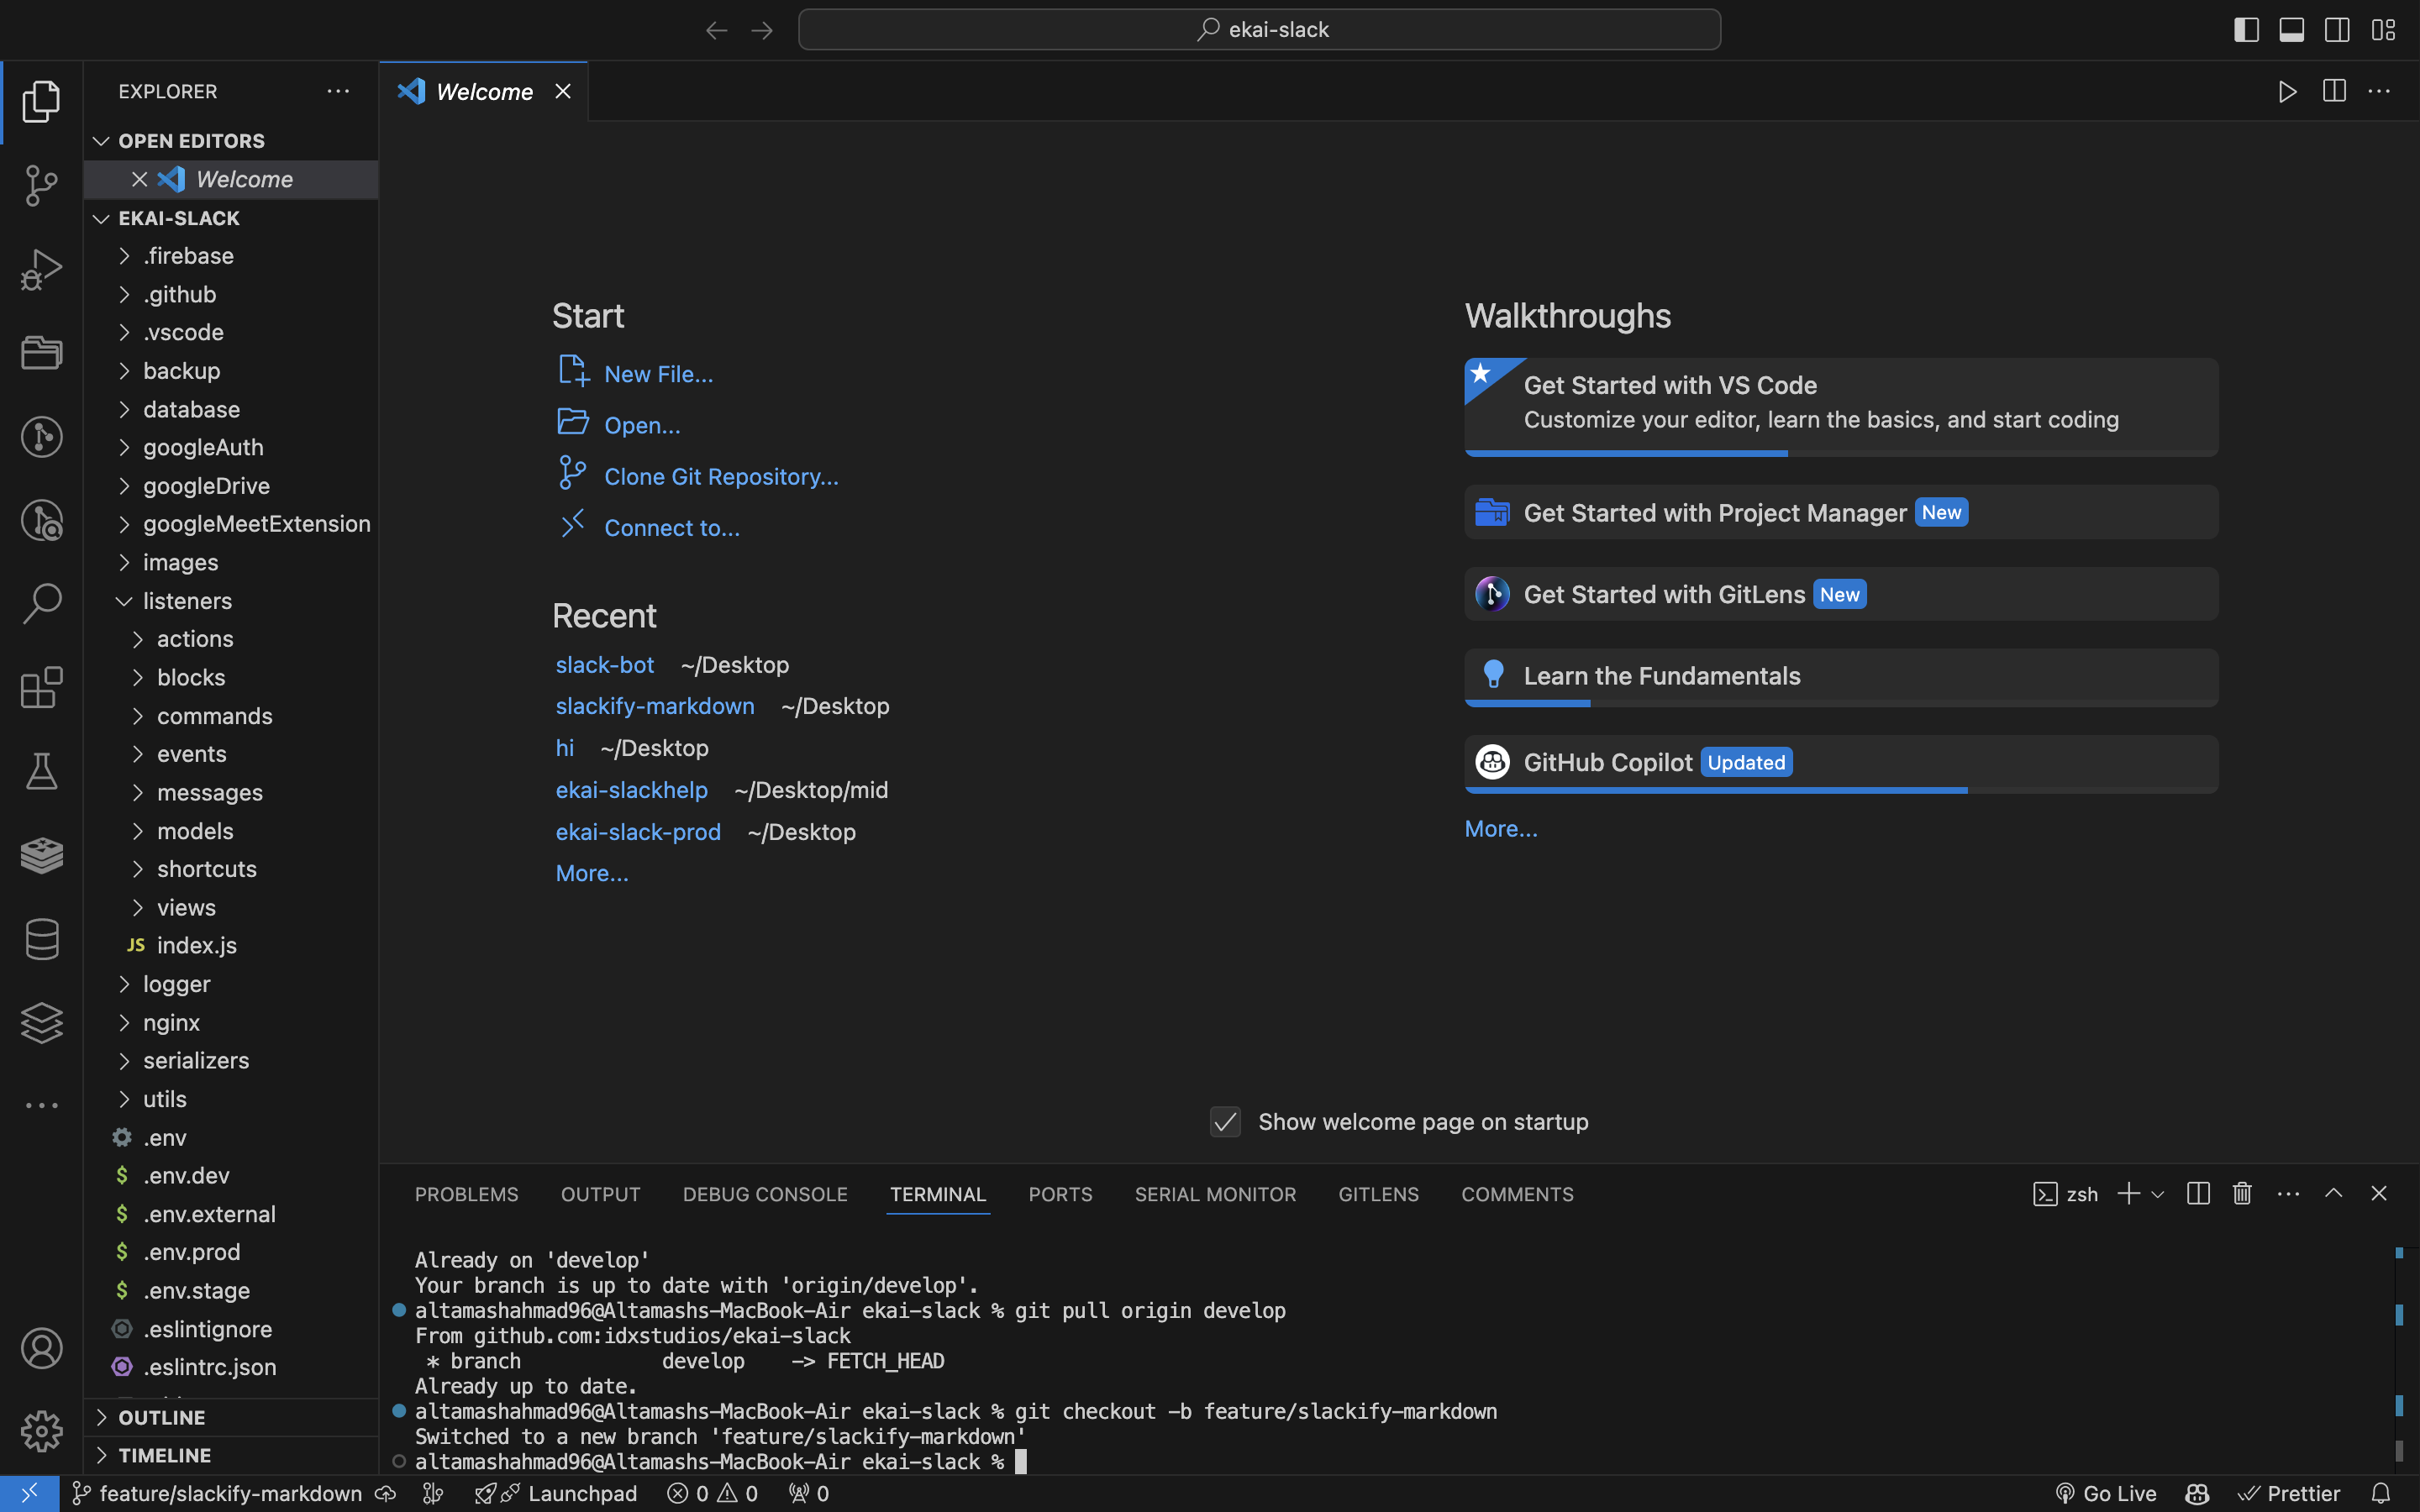 ekai-slack
EXPLORER
Welcome
OPEN EDITORS
Welcome
EKAI-SLACK
.firebase
.github
.vscode
backup
database
googleAuth
googleDrive
googleMeetExtension
images
listeners
actions
blocks
commands
events
messages
models
shortcuts
views
JS index.js
logger
nginx
serializers
utils
.env
$ .env.dev
$ .env.external
$ .env.prod
$ .env.stage
.eslintignore
.eslintrc.json
OUTLINE
TIMELINE
Start
New File...
Open...
Clone Git Repository...
Connect to...
Recent
slack-bot ~/Desktop
slackify-markdown ~/Desktop
hi ~/Desktop
ekai-slackhelp ~/Desktop/mid
ekai-slack-prod ~/Desktop
More...
Walkthroughs
Get Started with VS Code
Customize your editor, learn the basics, and start coding
Get Started with Project Manager New
Get Started with GitLens New
Learn the Fundamentals
GitHub Copilot Updated
More...
Show welcome page on startup
PROBLEMS OUTPUT DEBUG CONSOLE TERMINAL PORTS SERIAL MONITOR GITLENS COMMENTS zsh
Already on 'develop'
Your branch is up to date with 'origin/develop'.
altamashahmad96@Altamashs-MacBook-Air ekai-slack % git pull origin develop
From github.com:idxstudios/ekai-slack
* branch develop -> FETCH_HEAD
Already up to date.
altamashahmad96@Altamashs-MacBook-Air ekai-slack % git checkout -b feature/slackify-markdown
Switched to a new branch 'feature/slackify-markdown'
altamashahmad96@Altamashs-MacBook-Air ekai-slack %
feature/slackify-markdown Launchpad 0 0 0 Go Live Prettier